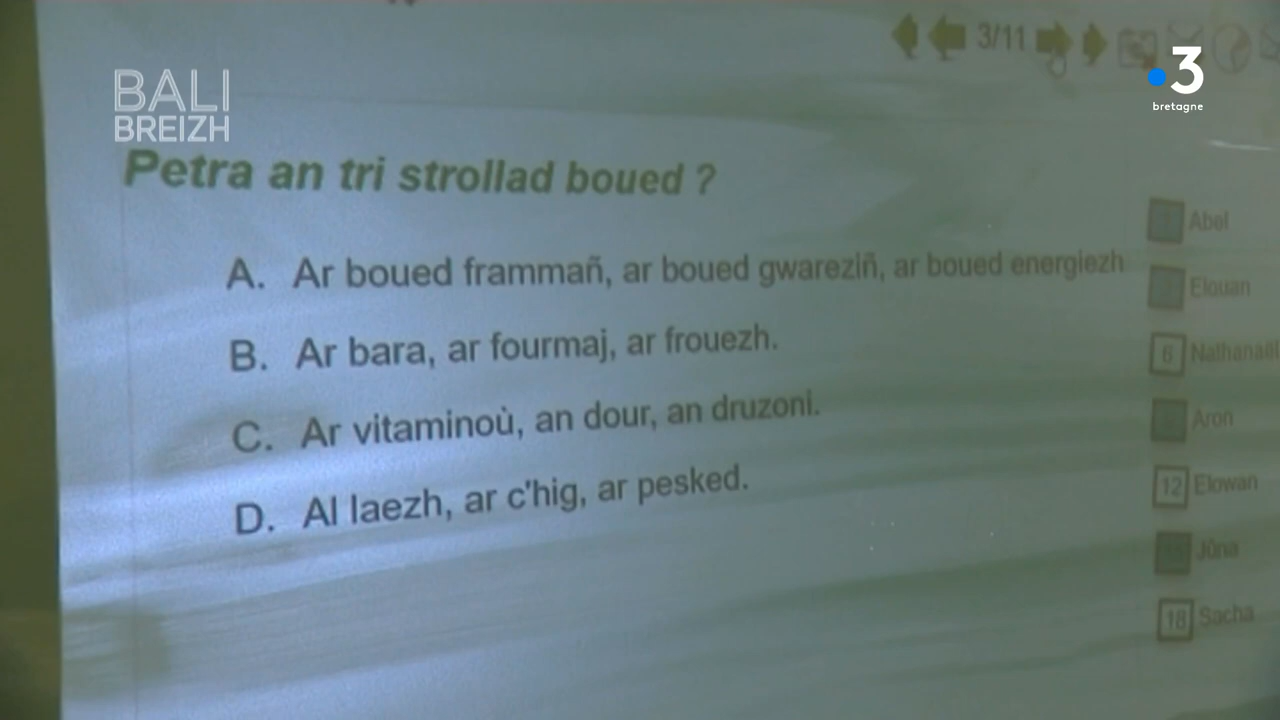 3/11
BALI
BREIZH
3
bretagne
Petra an tri strollad boued ?
A. Ar boued frammañ, ar boued gwareziñ, ar boued energiezh
B. Ar bara, ar fourmaj, ar frouezh.
C. Ar vitaminoù, an dour, an druzoni.
D. Al laezh, ar c'hig, ar pesked.
Abel
Elouan
6 Nathanaël
Aron
12 Elowan
Jûna
18 Sacha